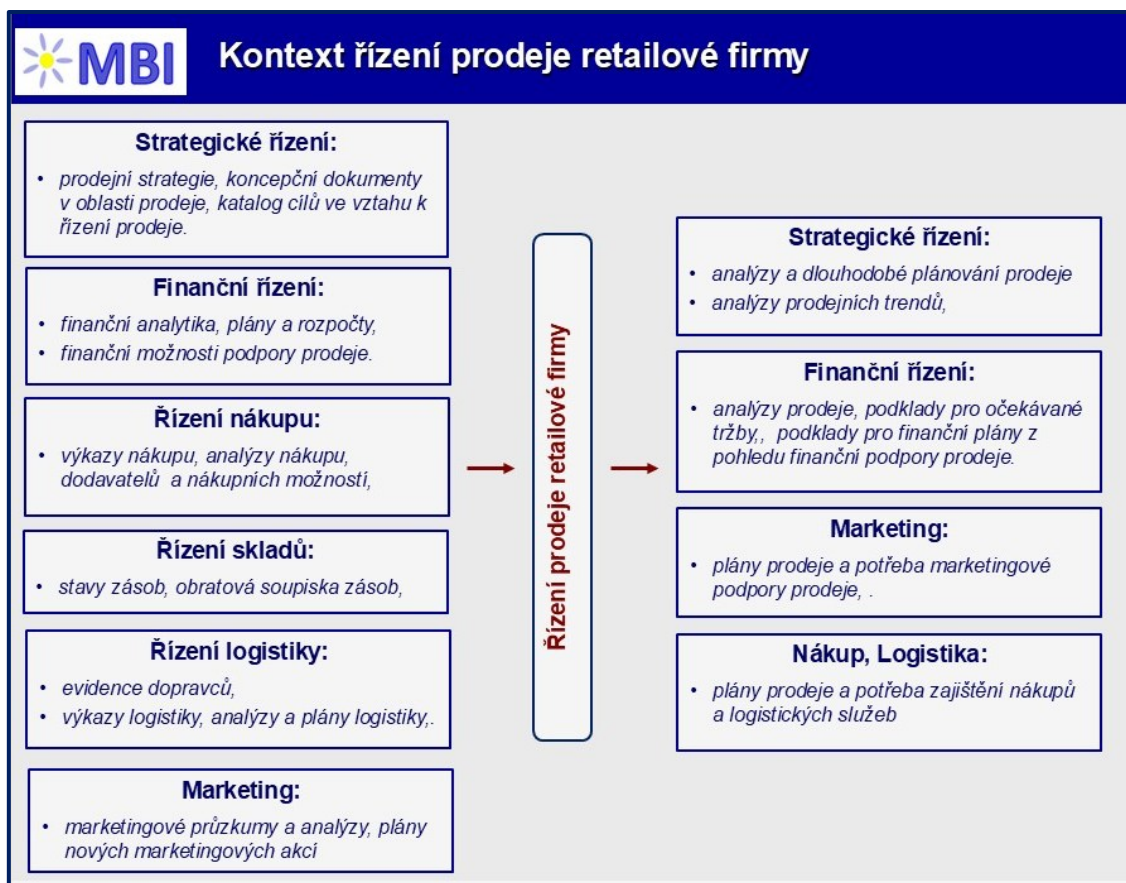 MBI
Kontext řízení prodeje retailové firmy
Strategické řízení:
• prodejní strategie, koncepční dokumenty
v oblasti prodeje, katalog cílů ve vztahu k
řízení prodeje.
Finanční řízení:
• finanční analytika, plány a rozpočty,
• finanční možnosti podpory prodeje.
Řízení nákupu:
• výkazy nákupu, analýzy nákupu,
dodavatelů a nákupních možností,
Řízení skladů:
• stavy zásob, obratová soupiska zásob,
Řízení logistiky:
• evidence dopravců,
• výkazy logistiky, analýzy a plány logistiky,.
Marketing:
• marketingové průzkumy a analýzy, plány
nových marketingových akcí
Řízení prodeje retailové firmy
Strategické řízení:
• analýzy a dlouhodobé plánování prodeje
• analýzy prodejních trendů,
Finanční řízení:
• analýzy prodeje, podklady pro očekávané
tržby,, podklady pro finanční plány z
pohledu finanční podpory prodeje.
Marketing:
• plány prodeje a potřeba marketingové
podpory prodeje, .
Nákup, Logistika:
• plány prodeje a potřeba zajištění nákupů
a logistických služeb